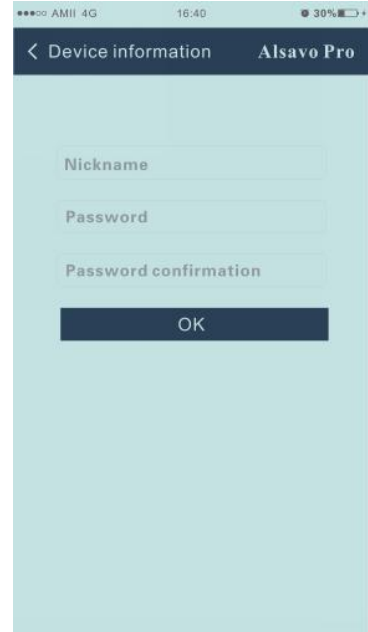 ●●●○○ AMII 4G 16:40 30%
< Device information Alsavo Pro
Nickname
Password
Password confirmation
OK